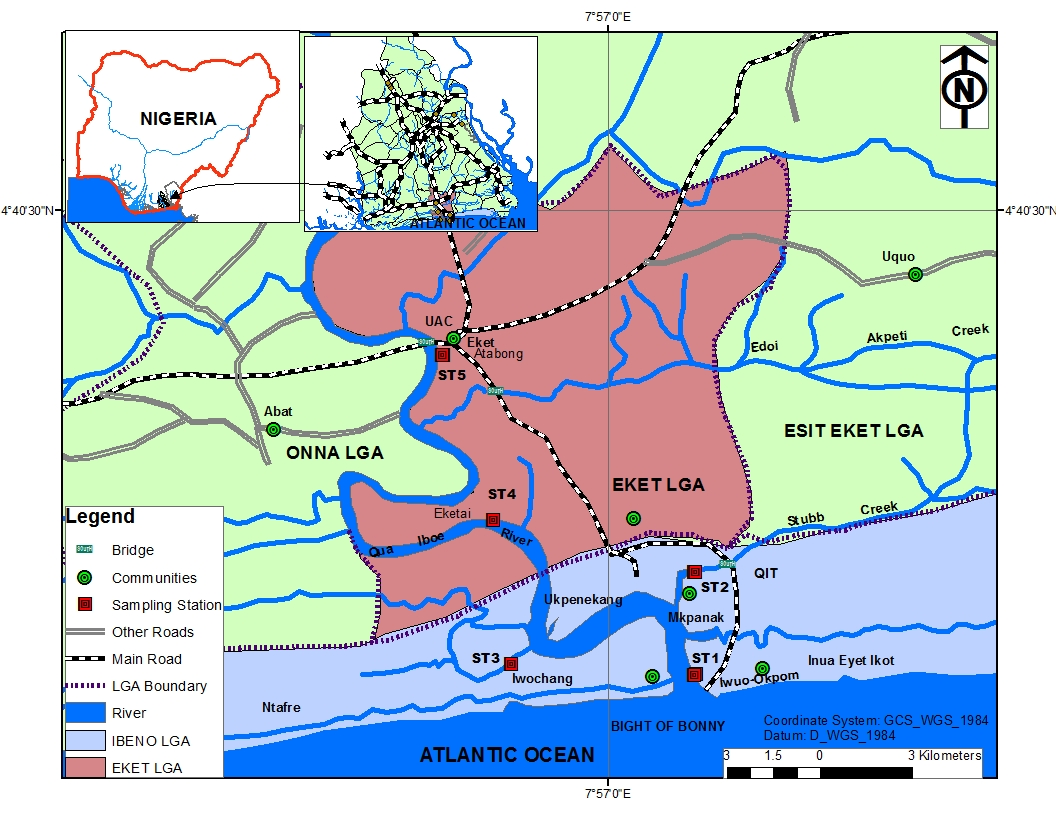 7°57'0"E
NIGERIA
ATLANTIC OCEAN
N
4°40'30"N
4°40'30"N
Uquo
UAC
Eket
Atabong
ST5
Edoi
Akpeti
Creek
Abat
ONNA LGA
ESIT EKET LGA
EKET LGA
ST4
Eketai
Qua Iboe River
Stubb Creek
Legend
Bridge
Communities
Sampling Station
Other Roads
Main Road
LGA Boundary
River
IBENO LGA
EKET LGA
QIT
ST2
Ukpenekang
Mkpanak
ST3
ST1
Inua Eyet Ikot
Iwochang
Iwuo-Okpom
Ntafre
BIGHT OF BONNY
Coordinate System: GCS_WGS_1984
Datum: D_WGS_1984
ATLANTIC OCEAN
3 1.5 0 3 Kilometers
7°57'0"E